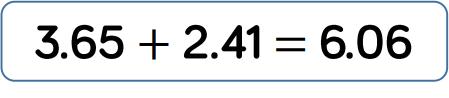 3.65 + 2.41 = 6.06